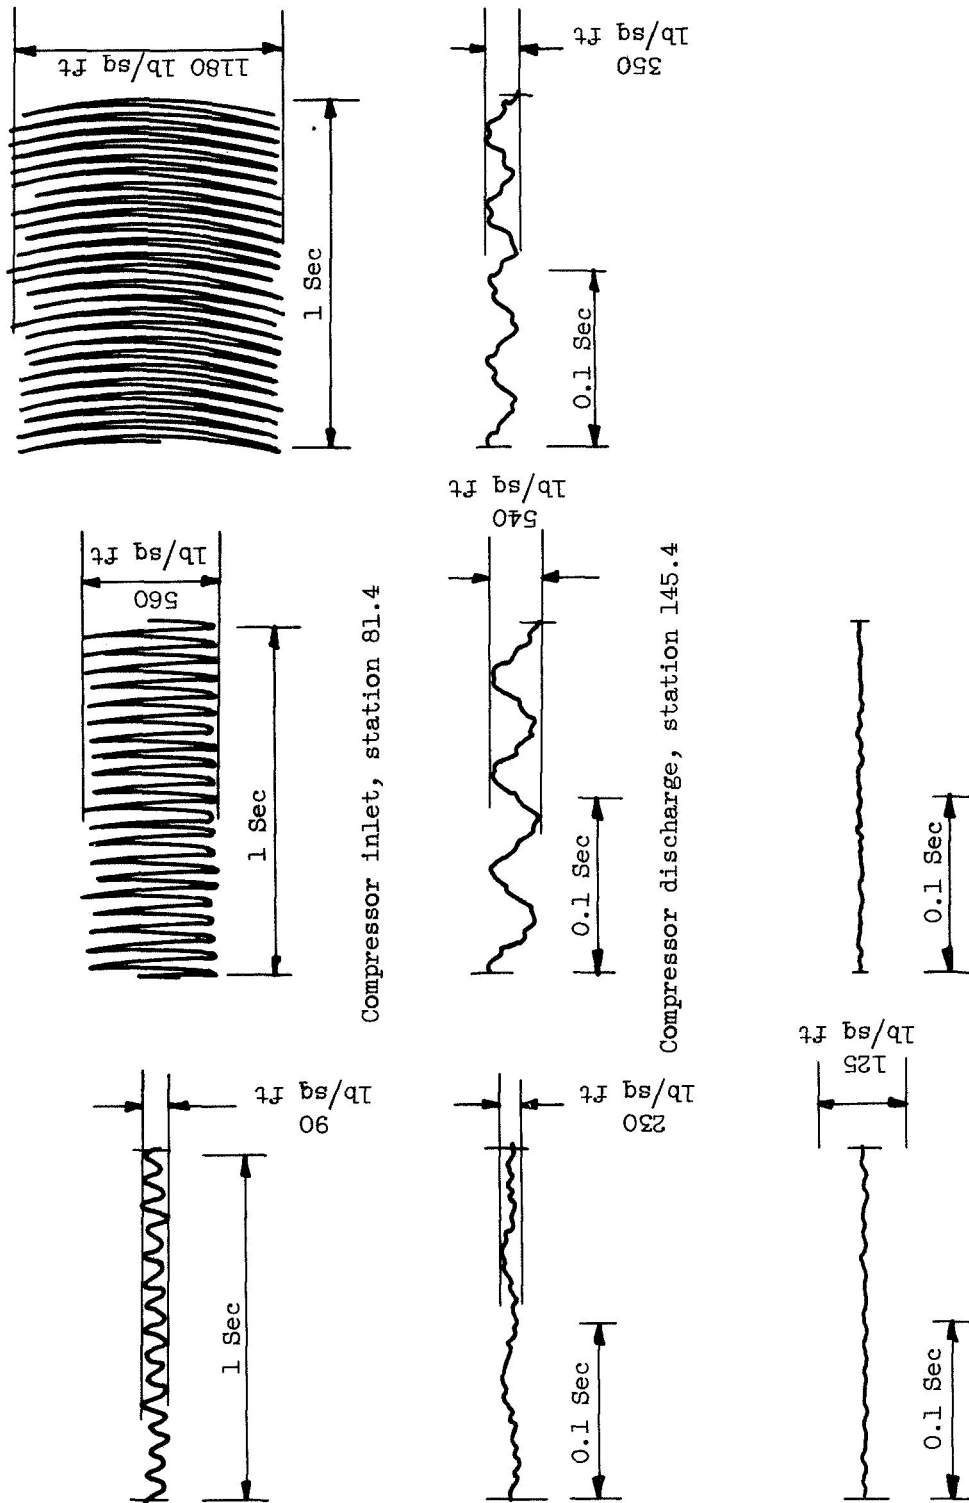 90
lb/sq ft
1 Sec
560
lb/sq ft
1 Sec
1180 lb/sq ft
1 Sec
Compressor inlet, station 81.4
230
lb/sq ft
0.1 Sec
540
lb/sq ft
0.1 Sec
350
lb/sq ft
0.1 Sec
Compressor discharge, station 145.4
125
lb/sq ft
0.1 Sec
0.1 Sec